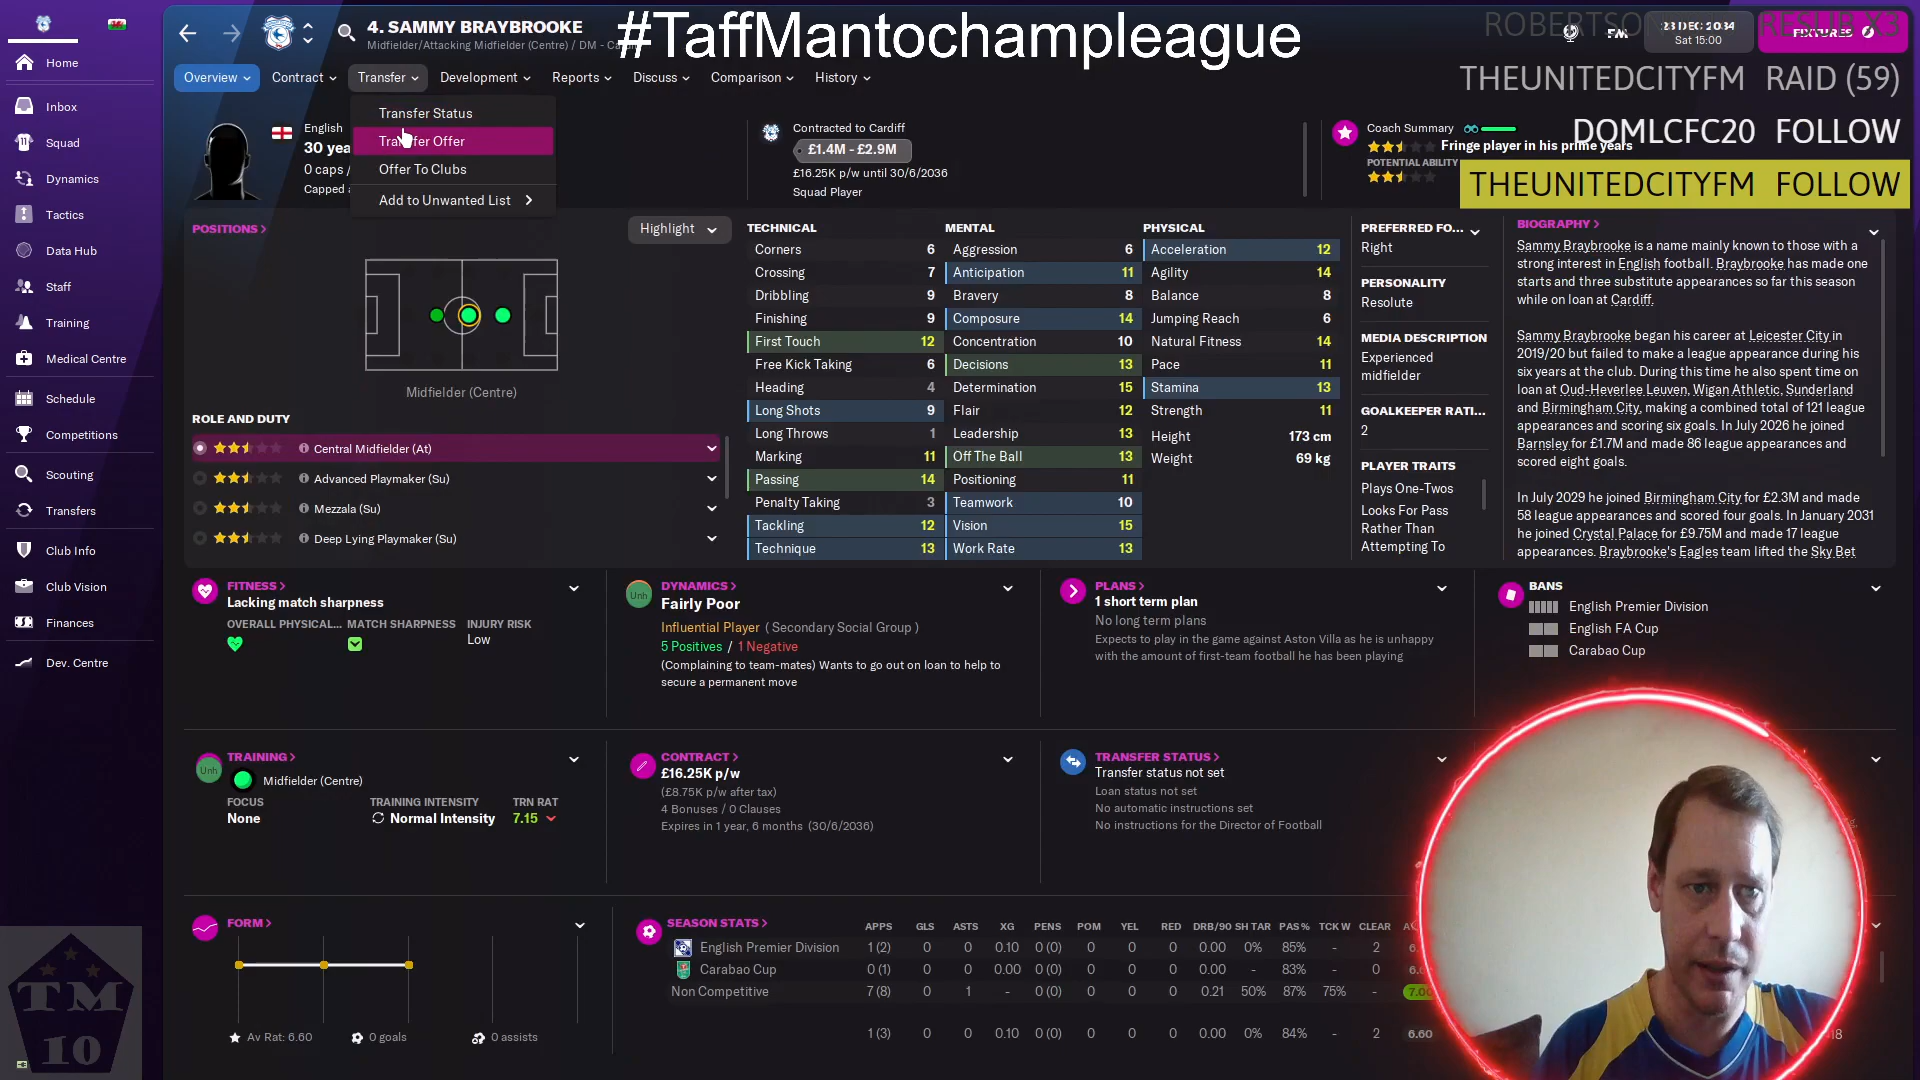 4. SAMMY BRAYBROOKE
Midfielder/Attacking Midfielder (Centre) / DM - 
#TaffMantochampleague
23 DEC 2034
Sat 15:00
FM
FIXTURES
ROBERTSON
RESUB X3
THEUNITEDCITYFM RAID (59)
DOMLCFC20 FOLLOW
THEUNITEDCITYFM FOLLOW
Home
Inbox
Squad
Dynamics
Tactics
Data Hub
Staff
Training
Medical Centre
Schedule
Competitions
Scouting
Transfers
Club Info
Club Vision
Finances
Dev. Centre
TM
10
Overview
Contract
Transfer
Development
Reports
Discuss
Comparison
History
Transfer Status
Transfer Offer
Offer To Clubs
Add to Unwanted List
English
30 yea
0 caps /
Capped a
Contracted to Cardiff
£1.4M - £2.9M
£16.25K p/w until 30/6/2036
Squad Player
Coach Summary
Fringe player in his prime years
POTENTIAL ABILITY
POSITIONS
Highlight
Midfielder (Centre)
ROLE AND DUTY
Central Midfielder (At)
Advanced Playmaker (Su)
Mezzala (Su)
Deep Lying Playmaker (Su)
TECHNICAL
Corners 6
Crossing 7
Dribbling 9
Finishing 9
First Touch 12
Free Kick Taking 6
Heading 4
Long Shots 9
Long Throws 1
Marking 11
Passing 14
Penalty Taking 3
Tackling 12
Technique 13
MENTAL
Aggression 6
Anticipation 11
Bravery 8
Composure 14
Concentration 10
Decisions 13
Determination 15
Flair 12
Leadership 13
Off The Ball 13
Positioning 11
Teamwork 10
Vision 15
Work Rate 13
PHYSICAL
Acceleration 12
Agility 14
Balance 8
Jumping Reach 6
Natural Fitness 14
Pace 11
Stamina 13
Strength 11
Height 173 cm
Weight 69 kg
PREFERRED FO...
Right
PERSONALITY
Resolute
MEDIA DESCRIPTION
Experienced
midfielder
GOALKEEPER RATI...
2
PLAYER TRAITS
Plays One-Twos
Looks For Pass
Rather Than
Attempting To
BIOGRAPHY
Sammy Braybrooke is a name mainly known to those with a
strong interest in English football. Braybrooke has made one
starts and three substitute appearances so far this season
while on loan at Cardiff.
Sammy Braybrooke began his career at Leicester City in
2019/20 but failed to make a league appearance during his
six years at the club. During this time he also spent time on
loan at Oud-Heverlee Leuven, Wigan Athletic, Sunderland
and Birmingham City, making a combined total of 121 league
appearances and scoring six goals. In July 2026 he joined
Barnsley for £1.7M and made 86 league appearances and
scored eight goals.
In July 2029 he joined Birmingham City for £2.3M and made
58 league appearances and scored four goals. In January 2031
he joined Crystal Palace for £9.75M and made 17 league
appearances. Braybrooke's Eagles team lifted the Sky Bet
FITNESS
Lacking match sharpness
OVERALL PHYSICAL... MATCH SHARPNESS INJURY RISK
Low
Unh
DYNAMICS
Fairly Poor
Influential Player ( Secondary Social Group )
5 Positives / 1 Negative
(Complaining to team-mates) Wants to go out on loan to help to
secure a permanent move
PLANS
1 short term plan
No long term plans
Expects to play in the game against Aston Villa as he is unhappy
with the amount of first-team football he has been playing
BANS
English Premier Division
English FA Cup
Carabao Cup
Unh
TRAINING
Midfielder (Centre)
FOCUS TRAINING INTENSITY TRN RAT
None Normal Intensity 7.15
CONTRACT
£16.25K p/w
(£8.75K p/w after tax)
4 Bonuses / 0 Clauses
Expires in 1 year, 6 months (30/6/2036)
TRANSFER STATUS
Transfer status not set
Loan status not set
No automatic instructions set
No instructions for the Director of Football
FORM
Av Rat: 6.60 0 goals 0 assists
SEASON STATS APPS GLS ASTS XG PENS POM YEL RED DRB/90 SH TAR PAS % TCK W CLEAR
English Premier Division 1 (2) 0 0 0.10 0 (0) 0 0 0 0.00 0% 85% - 2
Carabao Cup 0 (1) 0 0 0.00 0 (0) 0 0 0 0.00 - 83% - 0
Non Competitive 7 (8) 0 1 - 0 (0) 0 0 0 0.21 50% 87% 75% - 7.00
1 (3) 0 0 0.10 0 (0) 0 0 0 0.00 0% 84% - 2 6.60